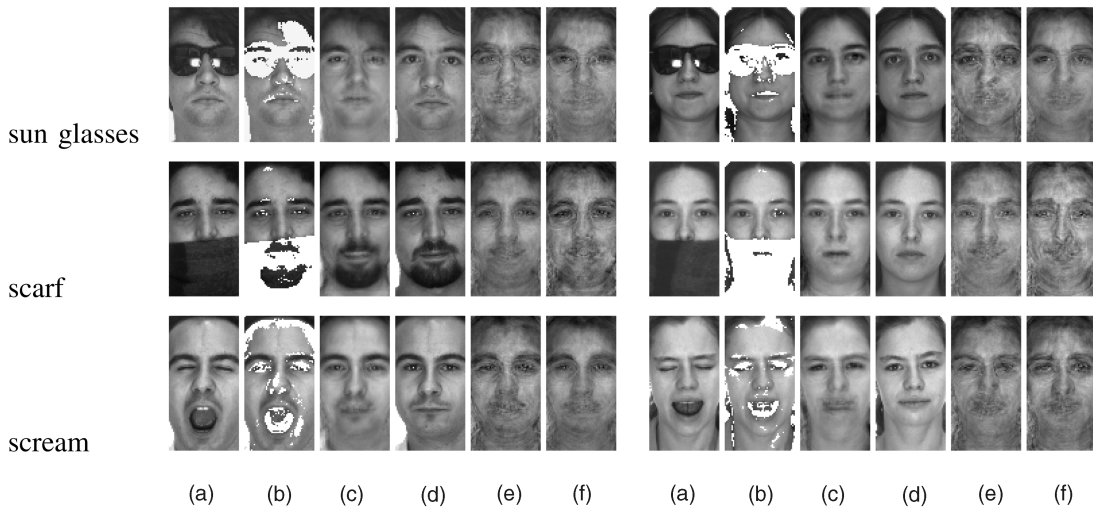 sun glasses
scarf
scream
(a) (b) (c) (d) (e) (f) (a) (b) (c) (d) (e) (f)